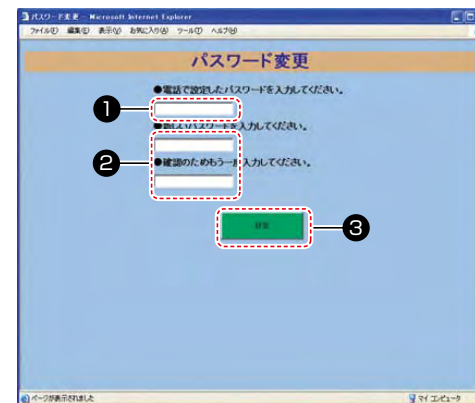 パスワード変更 - Microsoft Internet Explorer
ファイル(F) 編集(E) 表示(V) お気に入り(A) ツール(T) ヘルプ(H)
パスワード変更
●電話で設定したパスワードを入力してください。
1
●新しいパスワードを入力してください。
2
●確認のためもう一度入力してください。
3
ページが表示されました
マイ コンピュータ